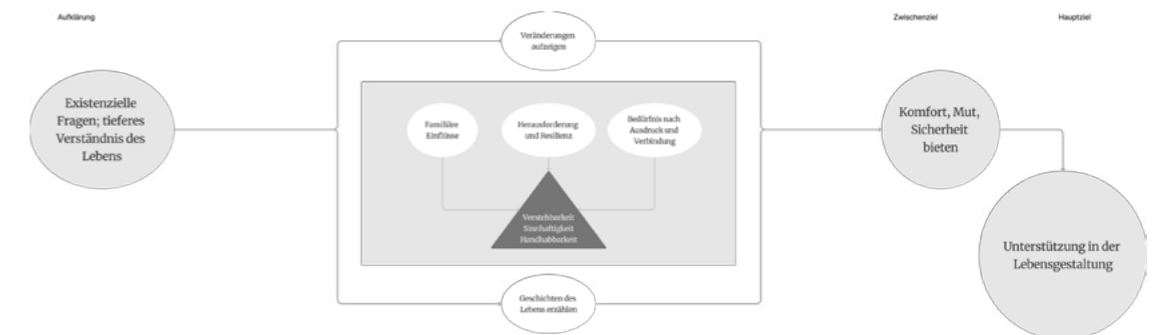 Aufklärung
Zwischenziel
Hauptziel
Existenzielle
Fragen; tieferes
Verständnis des
Lebens
Veränderungen
aufzeigen
Familiäre
Einflüsse
Herausforderung
und Resilienz
Bedürfnis nach
Ausdruck und
Verbindung
Verstehbarkeit
Sinnhaftigkeit
Handhabbarkeit
Geschichten des
Lebens erzählen
Komfort, Mut,
Sicherheit
bieten
Unterstützung in der
Lebensgestaltung